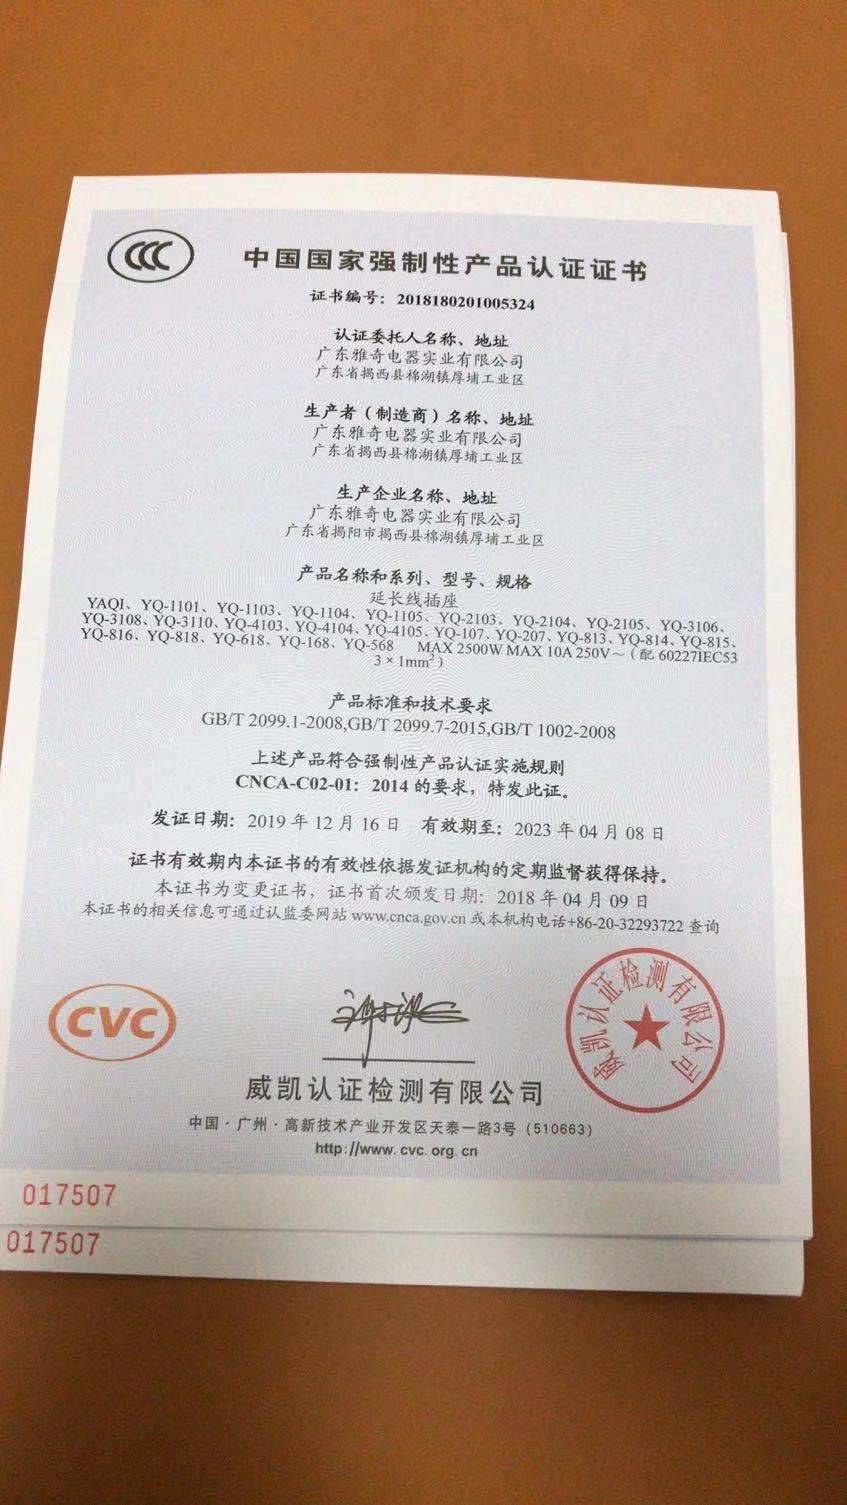 CCC
中国国家强制性产品认证证书
证书编号：2018180201005324
认证委托人名称、地址
广东雅奇电器实业有限公司
广东省揭西县棉湖镇厚埔工业区
生产者（制造商）名称、地址
广东雅奇电器实业有限公司
广东省揭西县棉湖镇厚埔工业区
生产企业名称、地址
广东雅奇电器实业有限公司
广东省揭阳市揭西县棉湖镇厚埔工业区
产品名称和系列、型号、规格
延长线插座
YAQI、YQ-1101、YQ-1103、YQ-1104、YQ-1105、YQ-2103、YQ-2104、YQ-2105、YQ-3106、
YQ-3108、YQ-3110、YQ-4103、YQ-4104、YQ-4105、YQ-107、YQ-207、YQ-813、YQ-814、YQ-815、
YQ-816、YQ-818、YQ-618、YQ-168、YQ-568 MAX 2500W MAX 10A 250V～（配 60227IEC53
3×1mm²）
产品标准和技术要求
GB/T 2099.1-2008,GB/T 2099.7-2015,GB/T 1002-2008
上述产品符合强制性产品认证实施规则
CNCA-C02-01：2014 的要求，特发此证。
发证日期：2019 年 12 月 16 日 有效期至：2023 年 04 月 08 日
证书有效期内本证书的有效性依据发证机构的定期监督获得保持。
本证书为变更证书，证书首次颁发日期：2018 年 04 月 09 日
本证书的相关信息可通过认监委网站 www.cnca.gov.cn 或本机构电话+86-20-32293722 查询
CVC
威凯认证检测有限公司
威凯认证检测有限公司
中国·广州·高新技术产业开发区天泰一路3号（510663）
http://www.cvc.org.cn
017507
017507